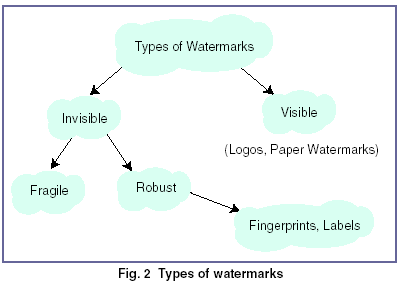 Types of Watermarks
Invisible
Visible
(Logos, Paper Watermarks)
Fragile
Robust
Fingerprints, Labels
Fig. 2 Types of watermarks